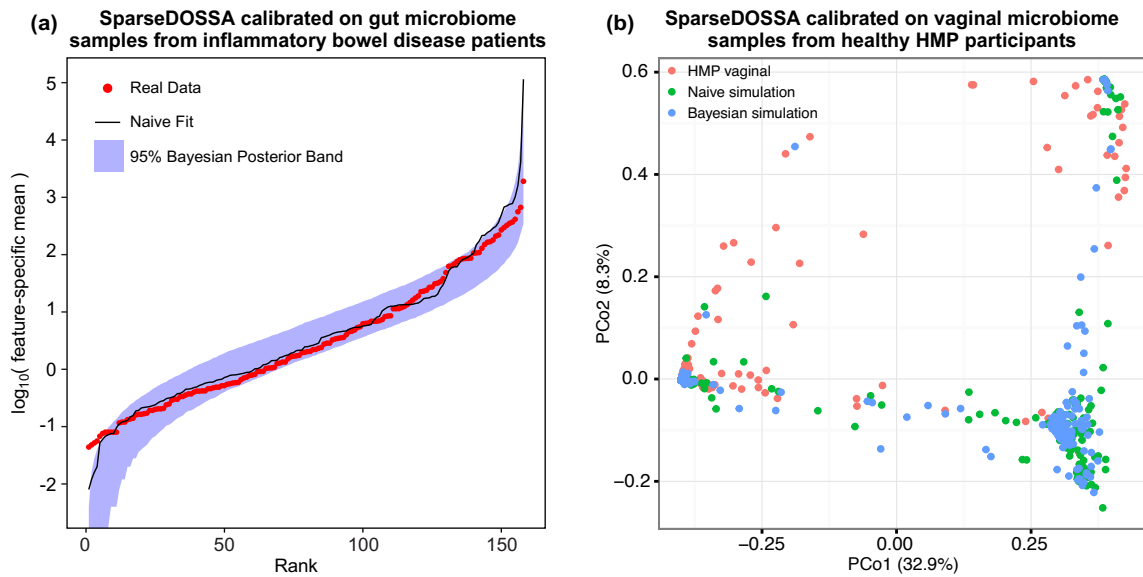 (a)
SparseDOSSA calibrated on gut microbiome
samples from inflammatory bowel disease patients
5
4
3
2
1
0
-1
-2
log10( feature-specific mean )
Real Data
Naive Fit
95% Bayesian Posterior Band
0
50
100
150
Rank
(b)
SparseDOSSA calibrated on vaginal microbiome
samples from healthy HMP participants
HMP vaginal
Naive simulation
Bayesian simulation
0.6
0.4
0.2
0.0
−0.2
PCo2 (8.3%)
−0.25
0.00
0.25
PCo1 (32.9%)